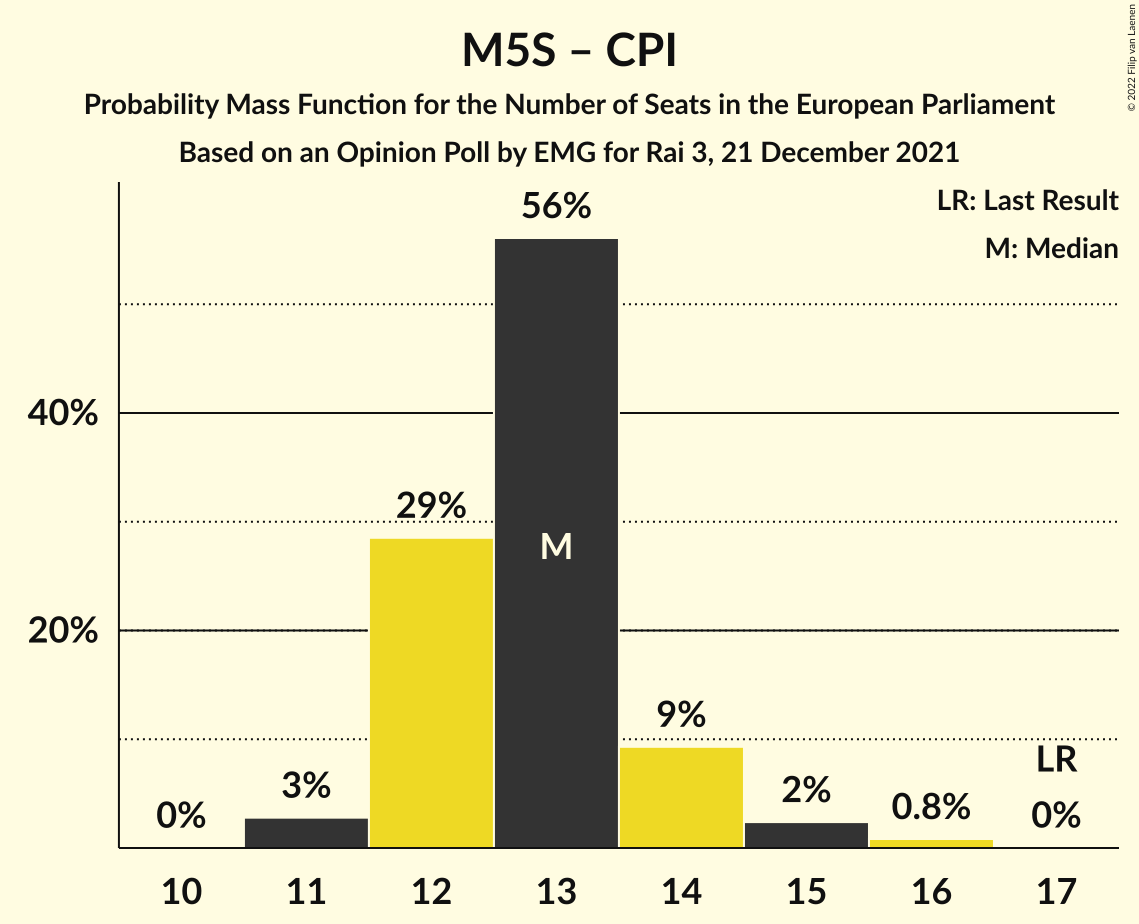 M5S – CPI
Probability Mass Function for the Number of Seats in the European Parliament
Based on an Opinion Poll by EMG for Rai 3, 21 December 2021
© 2022 Filip van Laenen
LR: Last Result
M: Median
56%
40%
29%
M
20%
9%
LR
3%
2%
0.8%
0%
0%
10 11 12 13 14 15 16 17